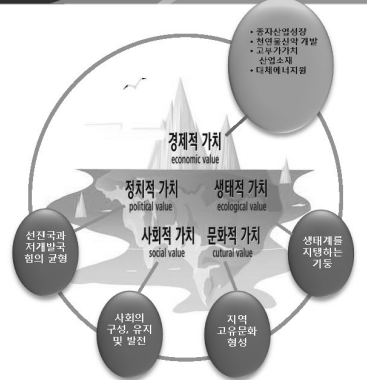 • 종자산업성장
• 천연물신약 개발
• 고부가가치
산업소재
• 대체에너지원
경제적 가치
economic value
정치적 가치
political value
생태적 가치
ecological value
사회적 가치
social value
문화적 가치
cutural value
선진국과
저개발국
힘의 균형
생태계를
지탱하는
기둥
사회의
구성, 유지
및 발전
지역
고유문화
형성